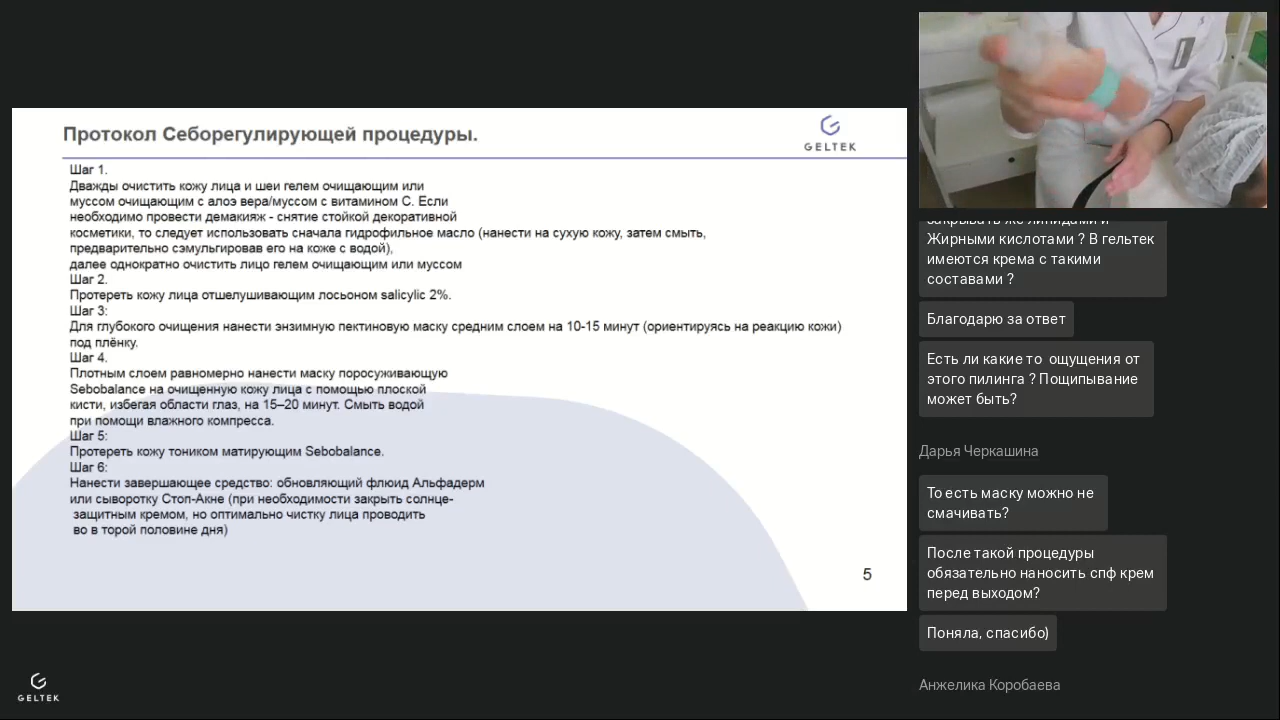 Протокол Себорегулирующей процедуры.
GELTEK
Шаг 1.
Дважды очистить кожу лица и шеи гелем очищающим или
муссом очищающим с алоэ вера/муссом с витамином С. Если
необходимо провести демакияж - снятие стойкой декоративной
косметики, то следует использовать сначала гидрофильное масло (нанести на сухую кожу, затем смыть,
предварительно сэмульгировав его на коже с водой),
далее однократно очистить лицо гелем очищающим или муссом
Шаг 2.
Протереть кожу лица отшелушивающим лосьоном salicylic 2%.
Шаг 3:
Для глубокого очищения нанести энзимную пектиновую маску средним слоем на 10-15 минут (ориентируясь на реакцию кожи)
под плёнку.
Шаг 4.
Плотным слоем равномерно нанести маску поросуживающую
Sebobalance на очищенную кожу лица с помощью плоской
кисти, избегая области глаз, на 15–20 минут. Смыть водой
при помощи влажного компресса.
Шаг 5:
Протереть кожу тоником матирующим Sebobalance.
Шаг 6:
Нанести завершающее средство: обновляющий флюид Альфадерм
или сыворотку Стоп-Акне (при необходимости закрыть солнце-
защитным кремом, но оптимально чистку лица проводить
во в торой половине дня)
5
GELTEK
закрывать же липидами и
Жирными кислотами ? В гельтек
имеются крема с такими
составами ?
Благодарю за ответ
Есть ли какие то ощущения от
этого пилинга ? Пощипывание
может быть?
Дарья Черкашина
То есть маску можно не
смачивать?
После такой процедуры
обязательно наносить спф крем
перед выходом?
Поняла, спасибо)
Анжелика Коробаева